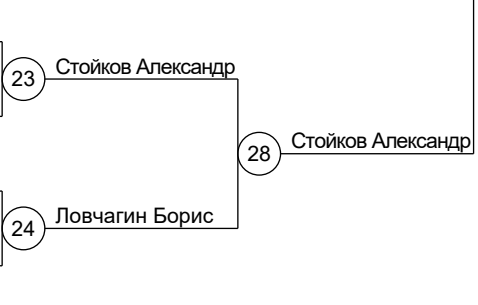 23 Стойков Александр
28 Стойков Александр
24 Ловчагин Борис